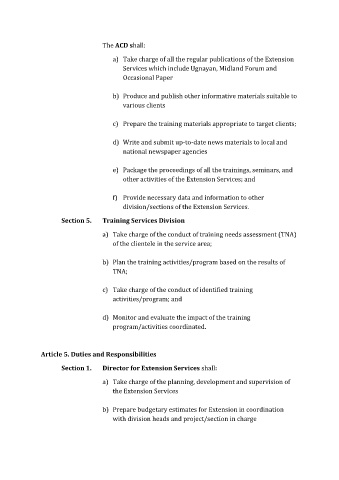 The ACD shall:
a) Take charge of all the regular publications of the Extension
Services which include Ugnayan, Midland Forum and
Occasional Paper
b) Produce and publish other informative materials suitable to
various clients
c) Prepare the training materials appropriate to target clients;
d) Write and submit up-to-date news materials to local and
national newspaper agencies
e) Package the proceedings of all the trainings, seminars, and
other activities of the Extension Services; and
f) Provide necessary data and information to other
division/sections of the Extension Services.
Section 5. Training Services Division
a) Take charge of the conduct of training needs assessment (TNA)
of the clientele in the service area;
b) Plan the training activities/program based on the results of
TNA;
c) Take charge of the conduct of identified training
activities/program; and
d) Monitor and evaluate the impact of the training
program/activities coordinated.
Article 5. Duties and Responsibilities
Section 1. Director for Extension Services shall:
a) Take charge of the planning, development and supervision of
the Extension Services
b) Prepare budgetary estimates for Extension in coordination
with division heads and project/section in charge